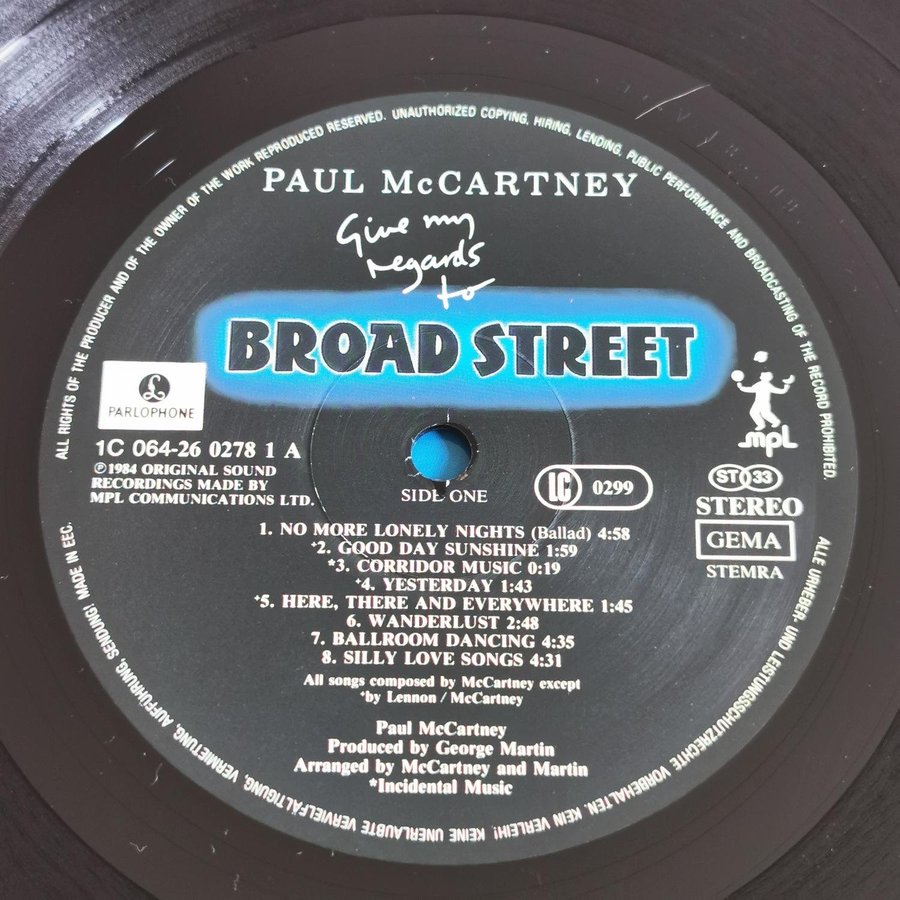 ALL RIGHTS OF THE PRODUCER AND OF THE OWNER OF THE WORK REPRODUCED RESERVED. UNAUTHORIZED COPYING, HIRING, LENDING, PUBLIC PERFORMANCE AND BROADCASTING OF THE RECORD PROHIBITED.
PAUL McCARTNEY
Give my
regards
to
BROAD STREET
£
PARLOPHONE
mpL
1C 064-26 0278 1 A
℗1984 ORIGINAL SOUND
RECORDINGS MADE BY
MPL COMMUNICATIONS LTD.
SIDE ONE
LC 0299
ST 33
STEREO
GEMA
STEMRA
1. NO MORE LONELY NIGHTS (Ballad) 4:58
+2. GOOD DAY SUNSHINE 1:59
*3. CORRIDOR MUSIC 0:19
+4. YESTERDAY 1:43
+5. HERE, THERE AND EVERYWHERE 1:45
6. WANDERLUST 2:48
7. BALLROOM DANCING 4:35
8. SILLY LOVE SONGS 4:31
All songs composed by McCartney except
+by Lennon / McCartney
Paul McCartney
Produced by George Martin
Arranged by McCartney and Martin
*Incidental Music
ALLE URHEBER- UND LEISTUNGSSCHUTZRECHTE VORBEHALTEN. KEIN VERLEIH! KEINE UNERLAUBTE VERVIELFÄLTIGUNG, VERMIETUNG, AUFFÜHRUNG, SENDUNG! MADE IN EEC.